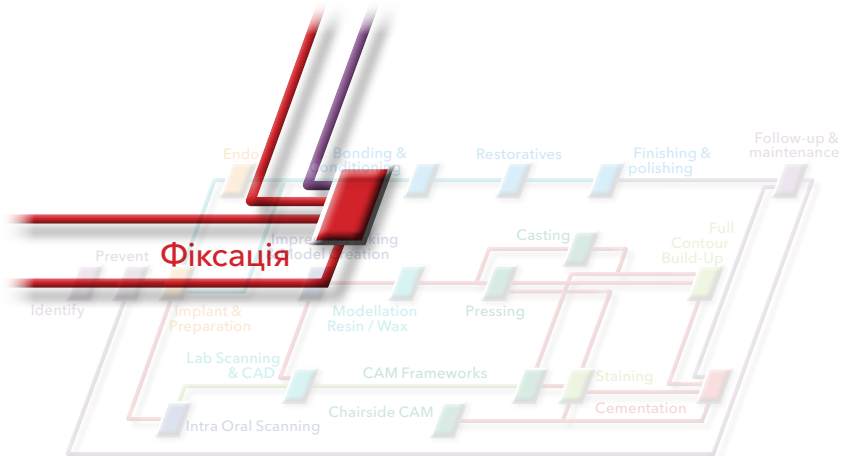 Follow-up &
maintenance
Endo
Bonding &
Conditioning
Restoratives
Finishing &
polishing
Full
Contour
Build-Up
Casting
Фіксація
Prevent
Identify
Implant &
Preparation
Modellation
Resin / Wax
Pressing
Lab Scanning
& CAD
CAM Frameworks
Staining
Cementation
Chairside CAM
Intra Oral Scanning